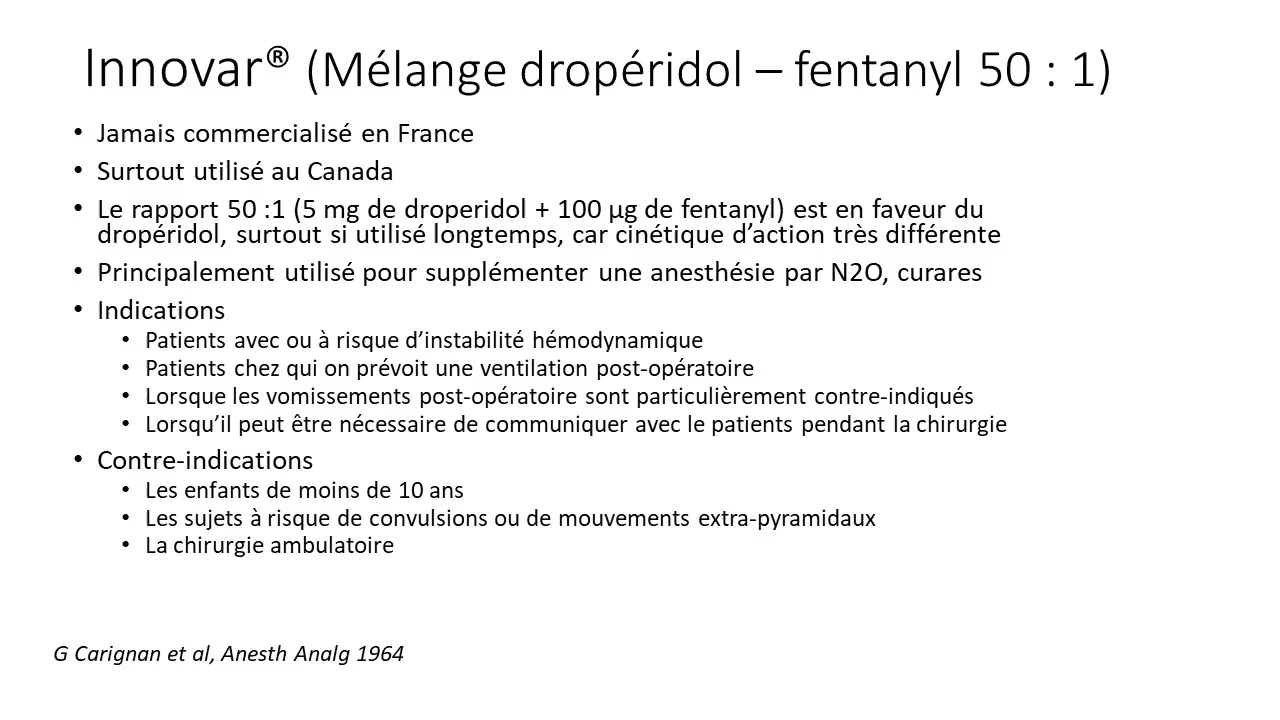 Innovar® (Mélange dropéridol – fentanyl 50 : 1)
• Jamais commercialisé en France
• Surtout utilisé au Canada
• Le rapport 50 :1 (5 mg de droperidol + 100 µg de fentanyl) est en faveur du
dropéridol, surtout si utilisé longtemps, car cinétique d’action très différente
• Principalement utilisé pour supplémenter une anesthésie par N2O, curares
• Indications
• Patients avec ou à risque d’instabilité hémodynamique
• Patients chez qui on prévoit une ventilation post-opératoire
• Lorsque les vomissements post-opératoire sont particulièrement contre-indiqués
• Lorsqu’il peut être nécessaire de communiquer avec le patients pendant la chirurgie
• Contre-indications
• Les enfants de moins de 10 ans
• Les sujets à risque de convulsions ou de mouvements extra-pyramidaux
• La chirurgie ambulatoire
G Carignan et al, Anesth Analg 1964